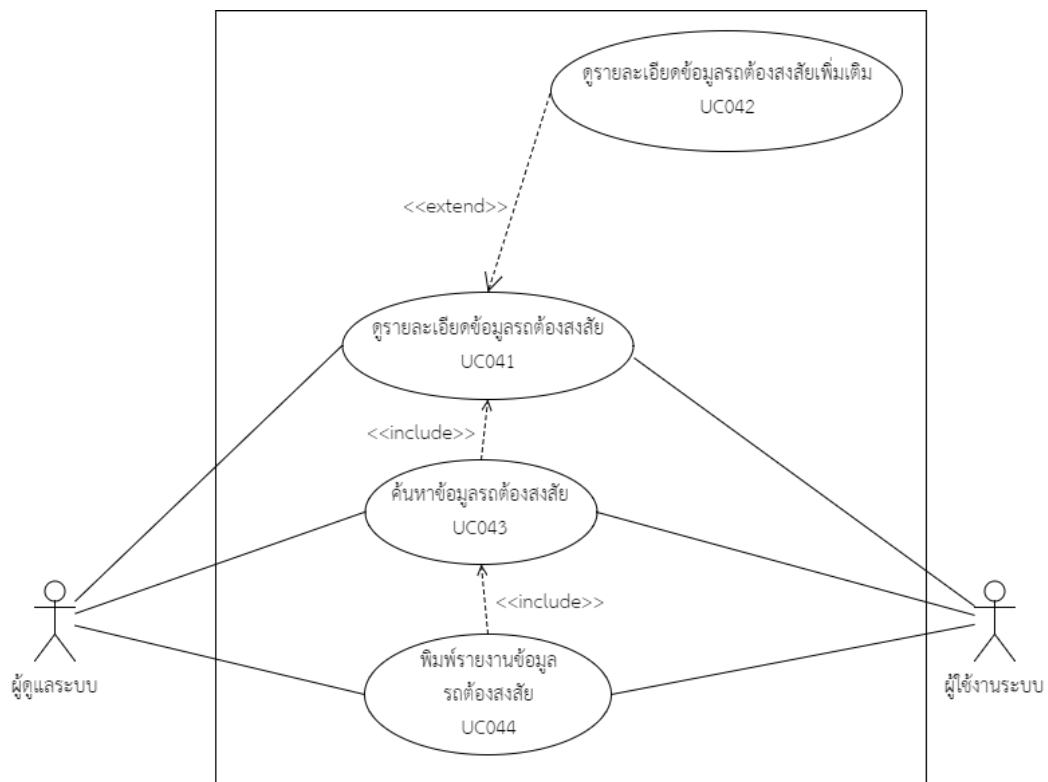 ดูรายละเอียดข้อมูลรถต้องสงสัยเพิ่มเติม
UC042
<<extend>>
ดูรายละเอียดข้อมูลรถต้องสงสัย
UC041
<<include>>
ค้นหาข้อมูลรถต้องสงสัย
UC043
<<include>>
พิมพ์รายงานข้อมูล
รถต้องสงสัย
UC044
ผู้ดูแลระบบ
ผู้ใช้งานระบบ